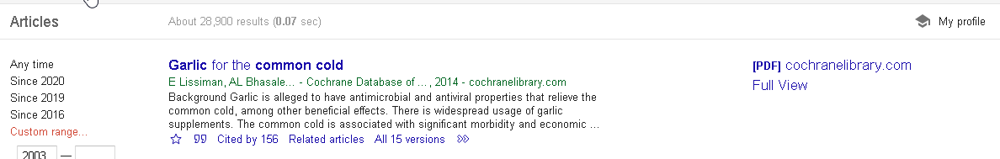 Articles
About 28,900 results (0.07 sec)
My profile
Any time
Since 2020
Since 2019
Since 2016
Custom range...
2003 —
Garlic for the common cold
E Lissiman, AL Bhasale... - Cochrane Database of ..., 2014 - cochranelibrary.com
Background Garlic is alleged to have antimicrobial and antiviral properties that relieve the
common cold, among other beneficial effects. There is widespread usage of garlic
supplements. The common cold is associated with significant morbidity and economic ...
Cited by 156 Related articles All 15 versions
[PDF] cochranelibrary.com
Full View